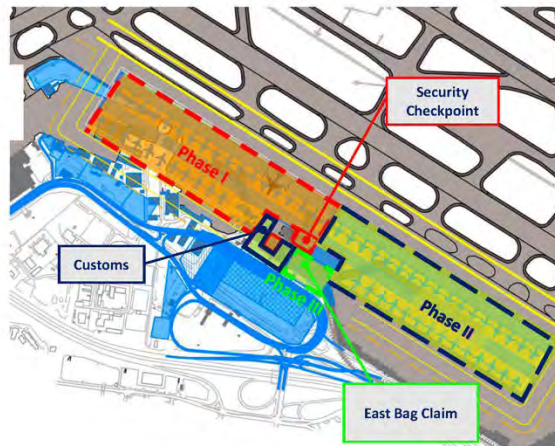 Security
Checkpoint
Phase I
Customs
Phase III
Phase II
East Bag Claim